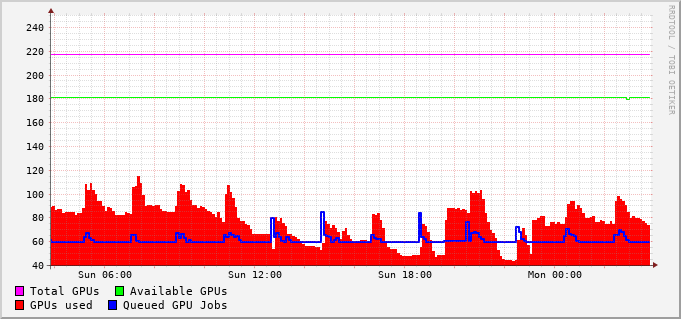 240
220
200
180
160
140
120
100
80
60
40
Sun 06:00 Sun 12:00 Sun 18:00 Mon 00:00
Total GPUs Available GPUs
GPUs used Queued GPU Jobs
RRDTOOL / TOBI OETIKER